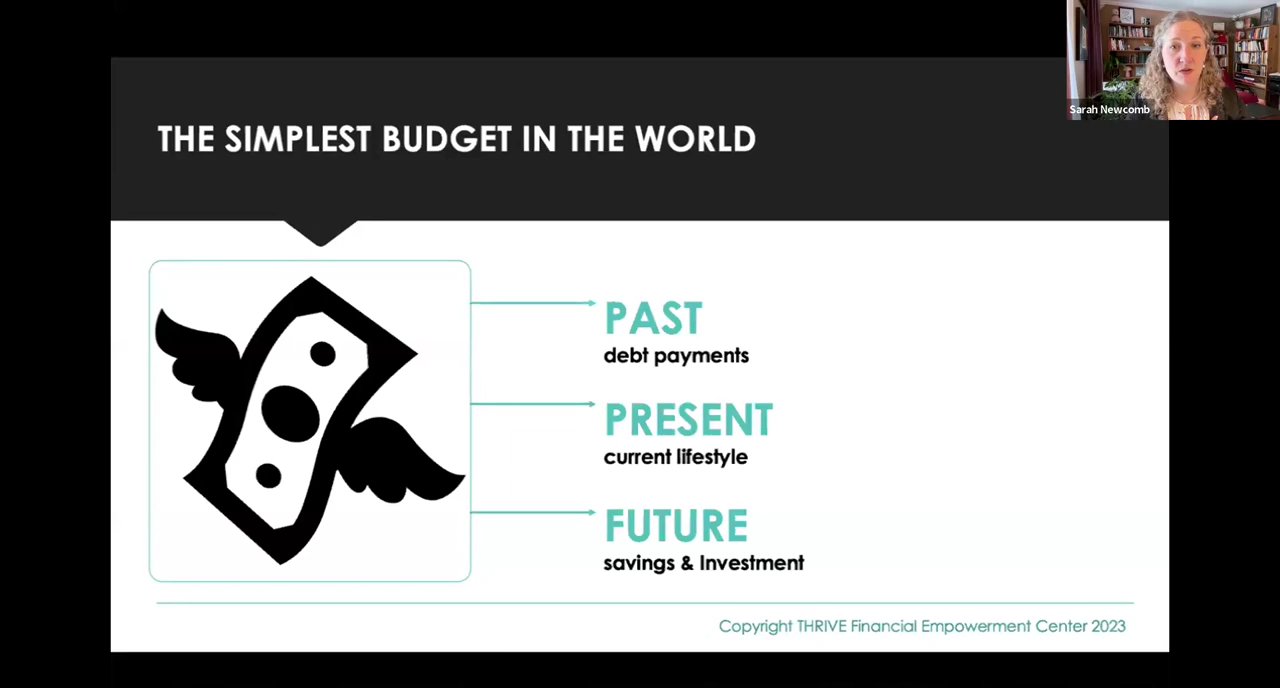 Sarah Newcomb
THE SIMPLEST BUDGET IN THE WORLD
PAST
debt payments
PRESENT
current lifestyle
FUTURE
savings & Investment
Copyright THRIVE Financial Empowerment Center 2023